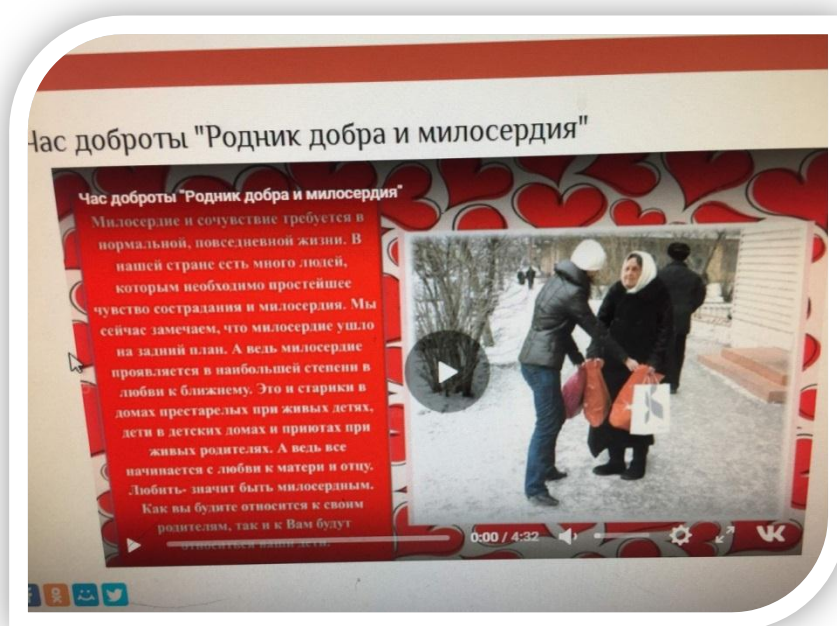 Час доброты "Родник добра и милосердия"
Час доброты "Родник добра и милосердия"
Милосердие и сочувствие требуется в
нормальной, повседневной жизни. В
нашей стране есть много людей,
которым необходимо простейшее
чувство сострадания и милосердия. Мы
сейчас замечаем, что милосердие ушло
на задний план. А ведь милосердие
проявляется в наибольшей степени в
любви к ближнему. Это и старики в
домах престарелых при живых детях,
дети в детских домах и приютах при
живых родителях. А ведь все
начинается с любви к матери и отцу.
Любить- значит быть милосердным.
Как вы будите относится к своим
родителям, так и к Вам будут
относиться ваши дети.
0:00 / 4:32